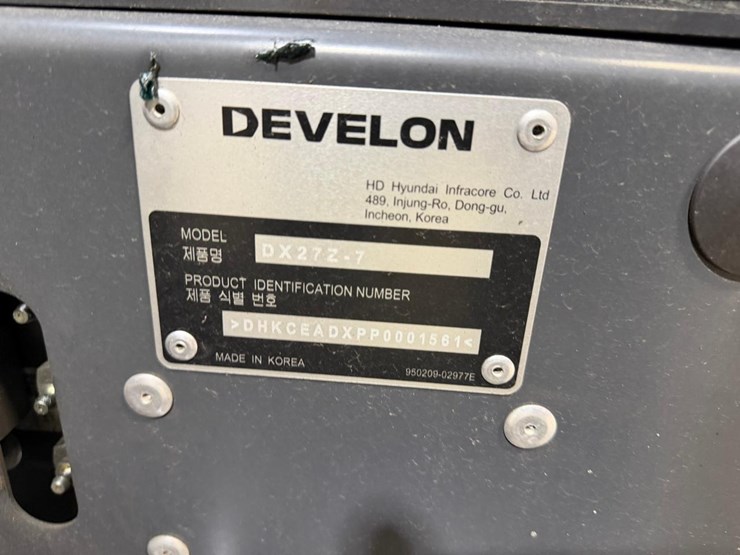 DEVELON
HD Hyundai Infracore Co. Ltd
489, Injung-Ro, Dong-gu,
Incheon, Korea
MODEL
제품명 DX27Z-7
PRODUCT IDENTIFICATION NUMBER
제품 식별 번호
>DHKCEADXPP0001561<
MADE IN KOREA 950209-02977E